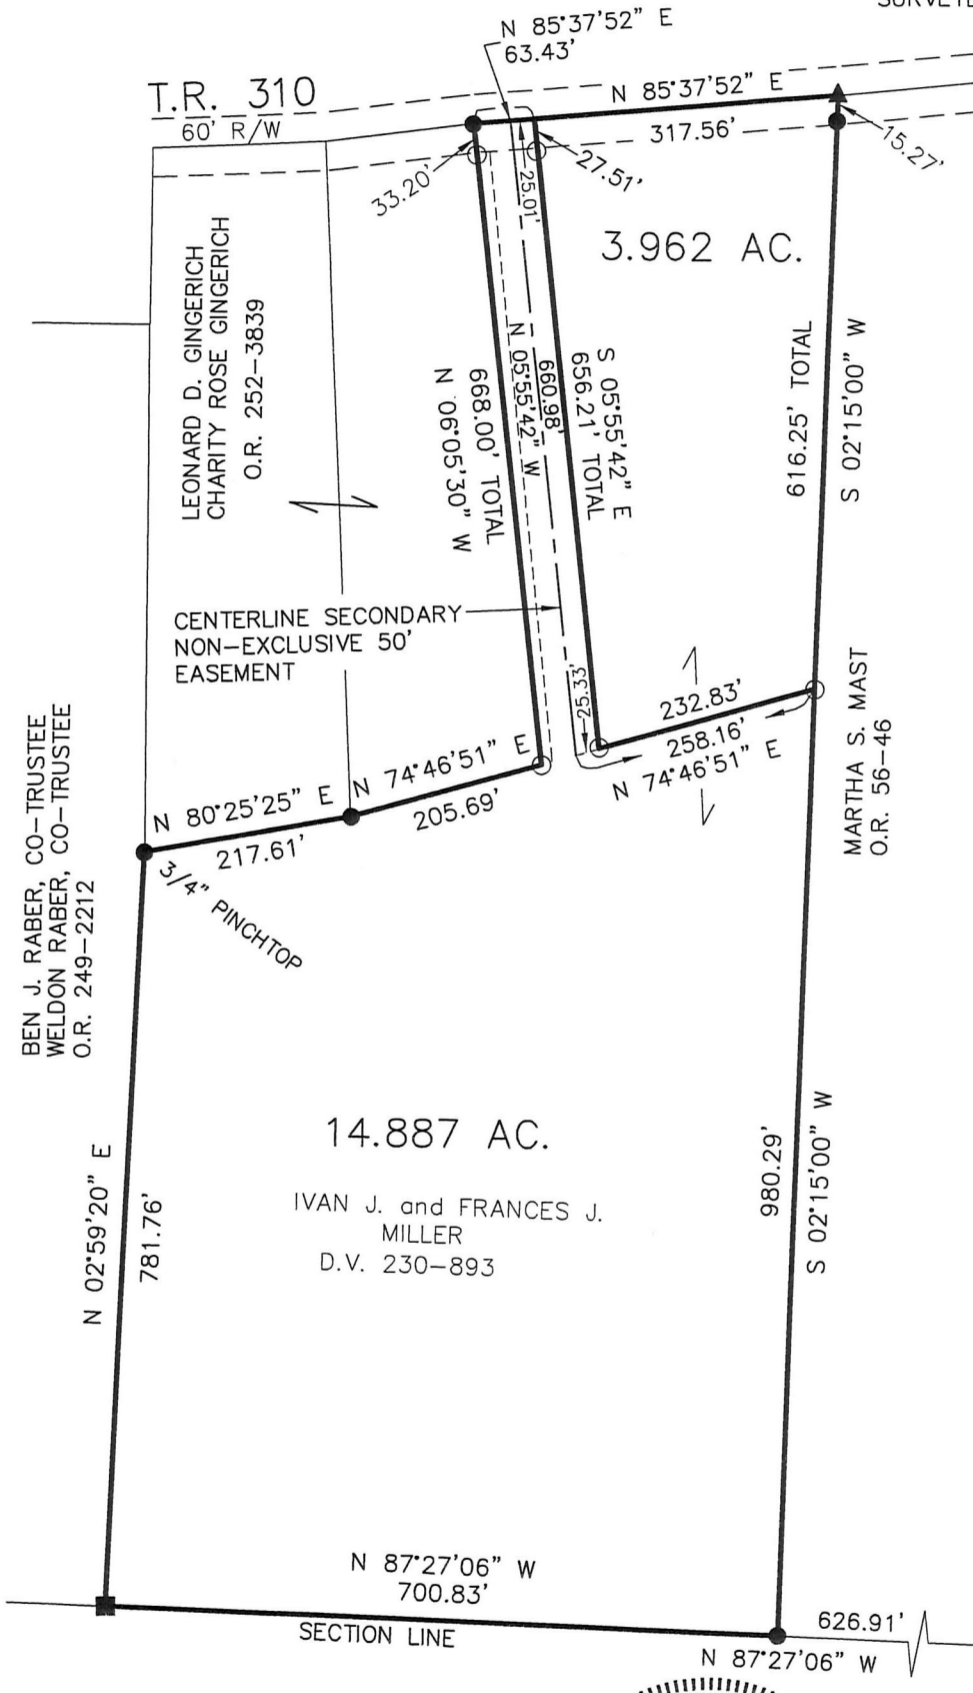 N 85°37'52" E
63.43'
T.R. 310
60' R/W
N 85°37'52" E
317.56'
15.27'
33.20'
27.51'
25.01'
3.962 AC.
LEONARD D. GINGERICH
CHARITY ROSE GINGERICH
O.R. 252-3839
N 06°05'30" W
668.00' TOTAL
N 05°55'42" W
660.98'
S 05°55'42" E
656.21' TOTAL
616.25' TOTAL
S 02°15'00" W
CENTERLINE SECONDARY
NON-EXCLUSIVE 50'
EASEMENT
25.33'
232.83'
258.16'
N 74°46'51" E
MARTHA S. MAST
O.R. 56-46
BEN J. RABER, CO-TRUSTEE
WELDON RABER, CO-TRUSTEE
O.R. 249-2212
N 80°25'25" E
217.61'
N 74°46'51" E
205.69'
3/4" PINCHTOP
14.887 AC.
IVAN J. and FRANCES J.
MILLER
D.V. 230-893
N 02°59'20" E
781.76'
980.29'
S 02°15'00" W
N 87°27'06" W
700.83'
SECTION LINE
626.91'
N 87°27'06" W